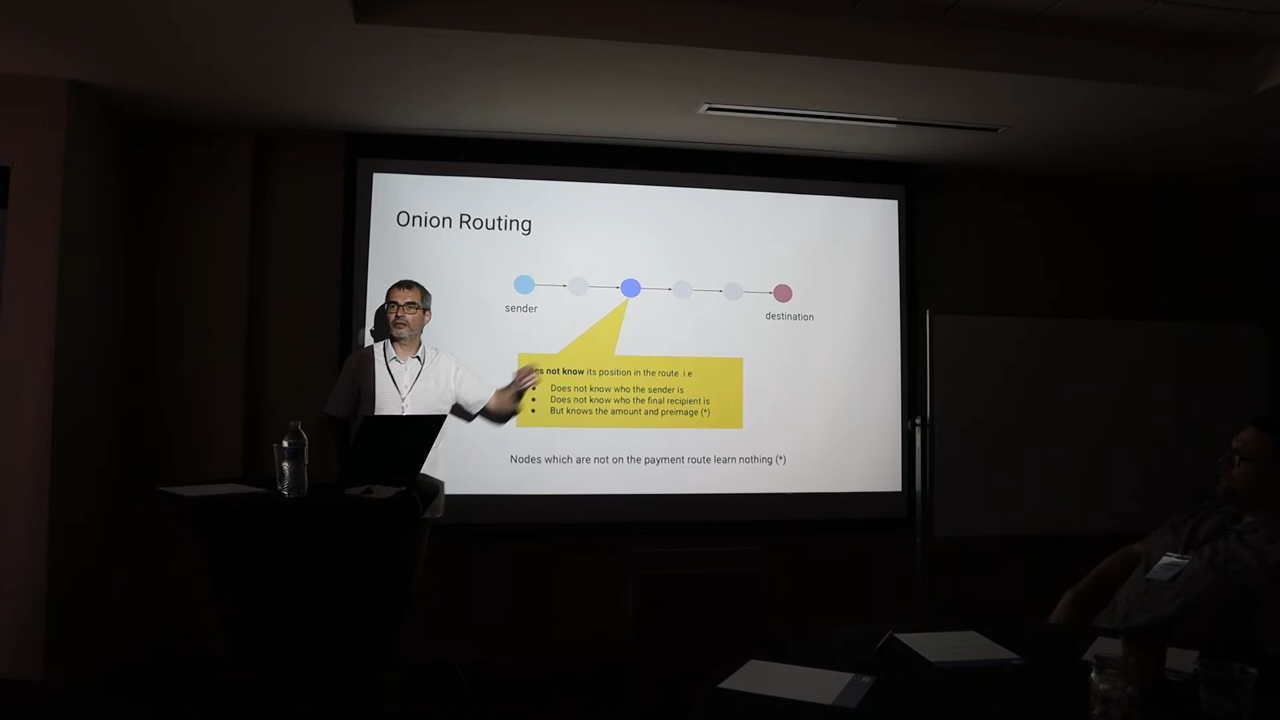 Onion Routing
sender
destination
not know its position in the route .i.e
Does not know who the sender is
Does not know who the final recipient is
But knows the amount and preimage (*)
Nodes which are not on the payment route learn nothing (*)